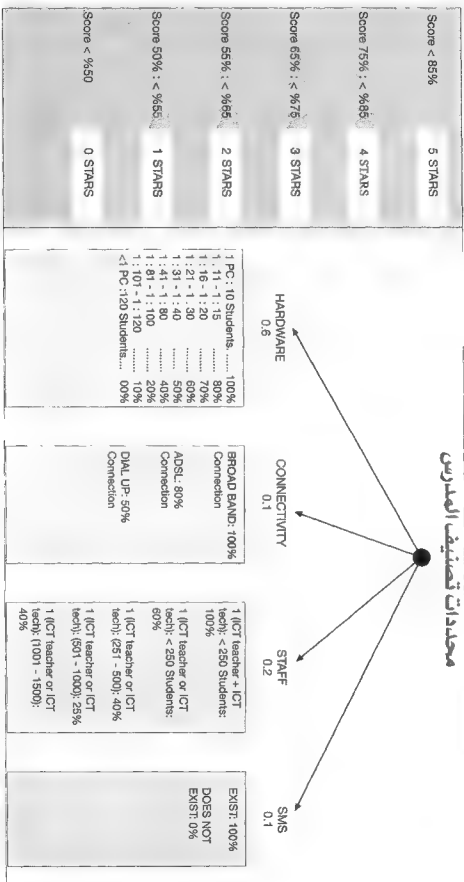 محددات تصنيف المدرس
HARDWARE
0.6
CONNECTIVITY
0.1
STAFF
0.2
SMS
0.1
1 PC : 10 Students. ...... 100%
1 . 11 - 1 : 15 ........ 80%
1 : 16 - 1 : 20 ........ 70%
1 : 21 - 1 . 30 ........ 60%
1 : 31 - 1 : 40 ........ 50%
1 : 41 - 1 : 80 ........ 40%
1 : 81 - 1 : 100 ........ 20%
1 : 101 - 1 : 120 ........ 10%
<1 PC :120 Students.... 00%
BROAD BAND: 100%
Connection
ADSL: 80%
Connection
DIAL UP: 50%
Connection
1 (ICT teacher + ICT
tech): < 250 Students:
100%
1 (ICT teacher or ICT
tech): < 250 Students:
60%
1 (ICT teacher or ICT
tech): (251 - 500): 40%
1 (ICT teacher or ICT
tech): (501 - 1000): 25%
1 (ICT teacher or ICT
tech): (1001 - 1500):
40%
EXIST: 100%
DOES NOT
EXIST: 0%
Score < 85% 5 STARS
Score 75% : < %85 4 STARS
Score 65% : < %75 3 STARS
Score 55% : < %65 2 STARS
Score 50% : < %55 1 STARS
Score < %50 0 STARS